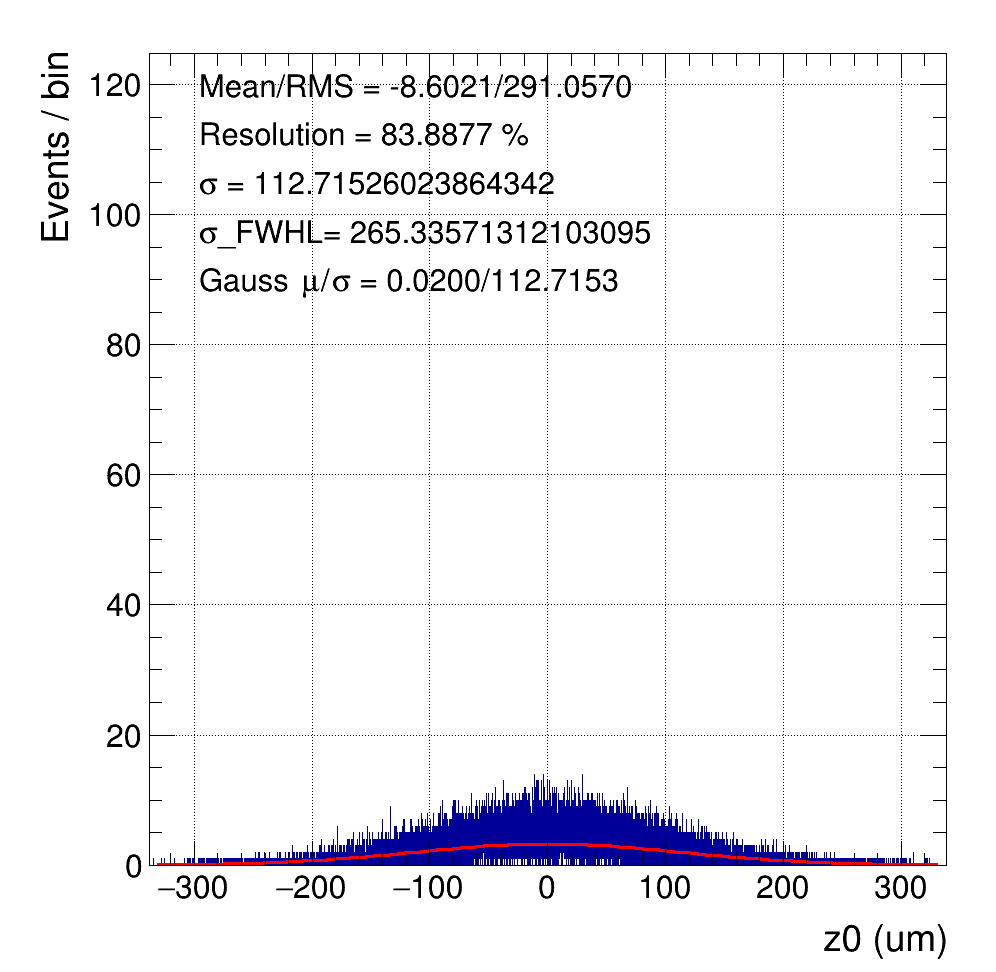 Events / bin
120
100
80
60
40
20
0
Mean/RMS = -8.6021/291.0570
Resolution = 83.8877 %
σ = 112.71526023864342
σ_FWHL= 265.33571312103095
Gauss μ/σ = 0.0200/112.7153
−300 −200 −100 0 100 200 300
z0 (um)